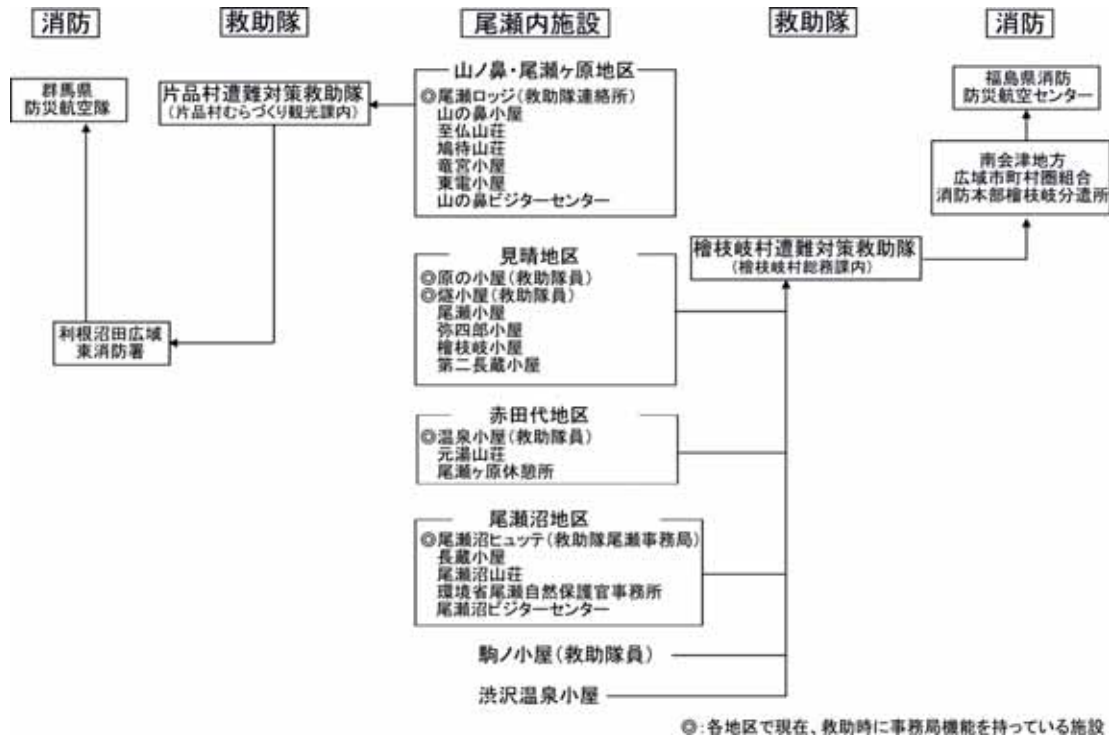 消防
救助隊
尾瀬内施設
救助隊
消防
群馬県
防災航空隊
片品村遭難対策救助隊
(片品村むらづくり観光課内)
利根沼田広域
東消防署
山ノ鼻・尾瀬ヶ原地区
◎尾瀬ロッジ(救助隊連絡所)
山の鼻小屋
至仏山荘
鳩待山荘
竜宮小屋
東電小屋
山の鼻ビジターセンター
見晴地区
◎原の小屋(救助隊員)
◎燧小屋(救助隊員)
尾瀬小屋
弥四郎小屋
檜枝岐小屋
第二長蔵小屋
赤田代地区
◎温泉小屋(救助隊員)
元湯山荘
尾瀬ヶ原休憩所
尾瀬沼地区
◎尾瀬沼ヒュッテ(救助隊尾瀬事務局)
長蔵小屋
尾瀬沼山荘
環境省尾瀬自然保護官事務所
尾瀬沼ビジターセンター
駒ノ小屋(救助隊員)
渋沢温泉小屋
檜枝岐村遭難対策救助隊
(檜枝岐村総務課内)
福島県消防
防災航空センター
南会津地方
広域市町村圏組合
消防本部檜枝岐分遣所
◎:各地区で現在、救助時に事務局機能を持っている施設